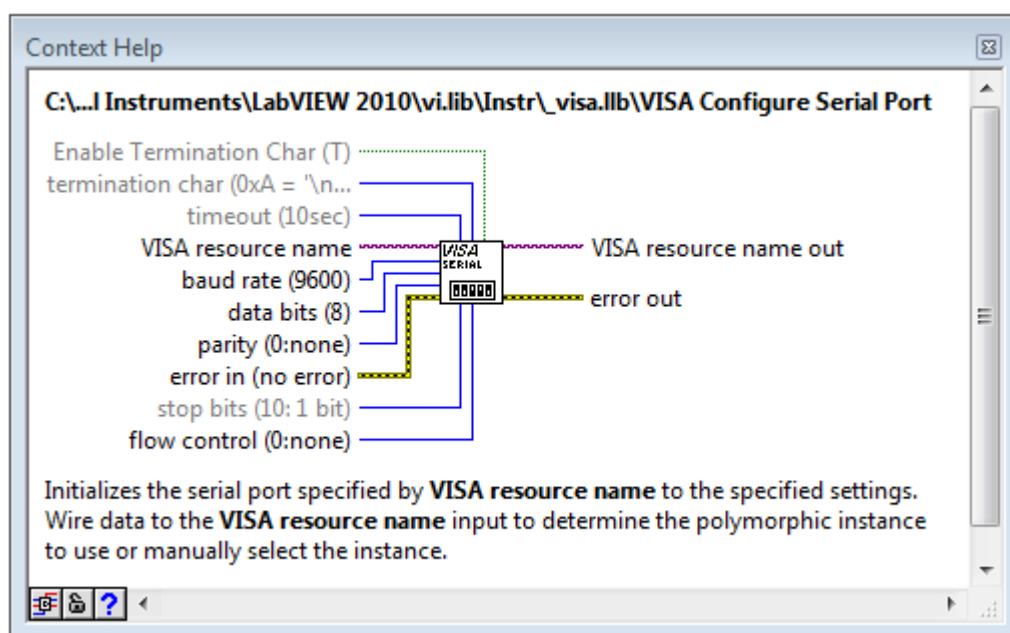 Context Help
C:\...l Instruments\LabVIEW 2010\vi.lib\Instr\_visa.llb\VISA Configure Serial Port
Enable Termination Char (T)
termination char (0xA = '\n...
timeout (10sec)
VISA resource name
VISA resource name out
baud rate (9600)
data bits (8)
error out
parity (0:none)
error in (no error)
stop bits (10: 1 bit)
flow control (0:none)
VISA
SERIAL
Initializes the serial port specified by VISA resource name to the specified settings.
Wire data to the VISA resource name input to determine the polymorphic instance
to use or manually select the instance.
?